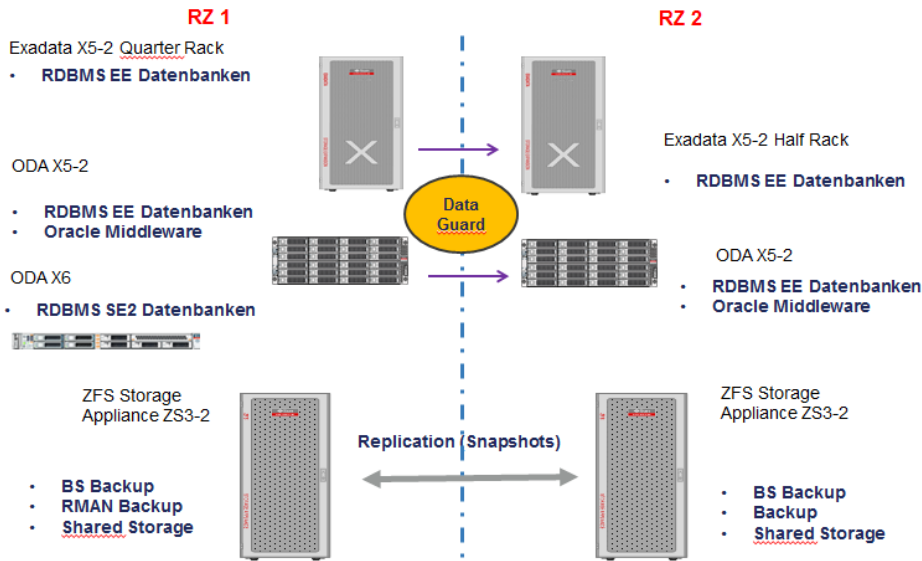 RZ 1
RZ 2
Exadata X5-2 Quarter Rack
• RDBMS EE Datenbanken
ODA X5-2
• RDBMS EE Datenbanken
• Oracle Middleware
ODA X6
• RDBMS SE2 Datenbanken
Data
Guard
Exadata X5-2 Half Rack
• RDBMS EE Datenbanken
ODA X5-2
• RDBMS EE Datenbanken
• Oracle Middleware
ZFS Storage
Appliance ZS3-2
• BS Backup
• RMAN Backup
• Shared Storage
Replication (Snapshots)
ZFS Storage
Appliance ZS3-2
• BS Backup
• Backup
• Shared Storage